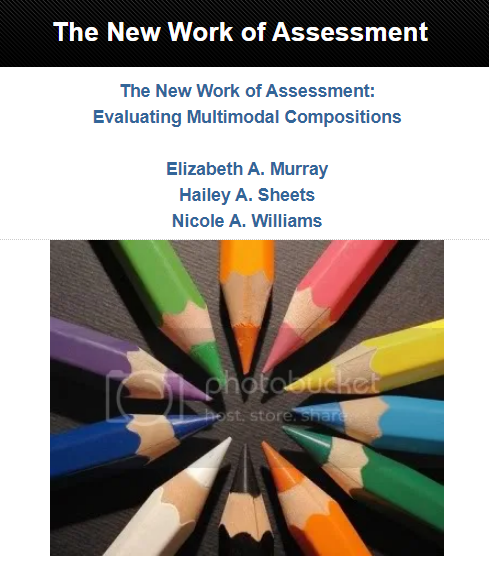 The New Work of Assessment
The New Work of Assessment:
Evaluating Multimodal Compositions
Elizabeth A. Murray
Hailey A. Sheets
Nicole A. Williams
photobucket
host. store. share.